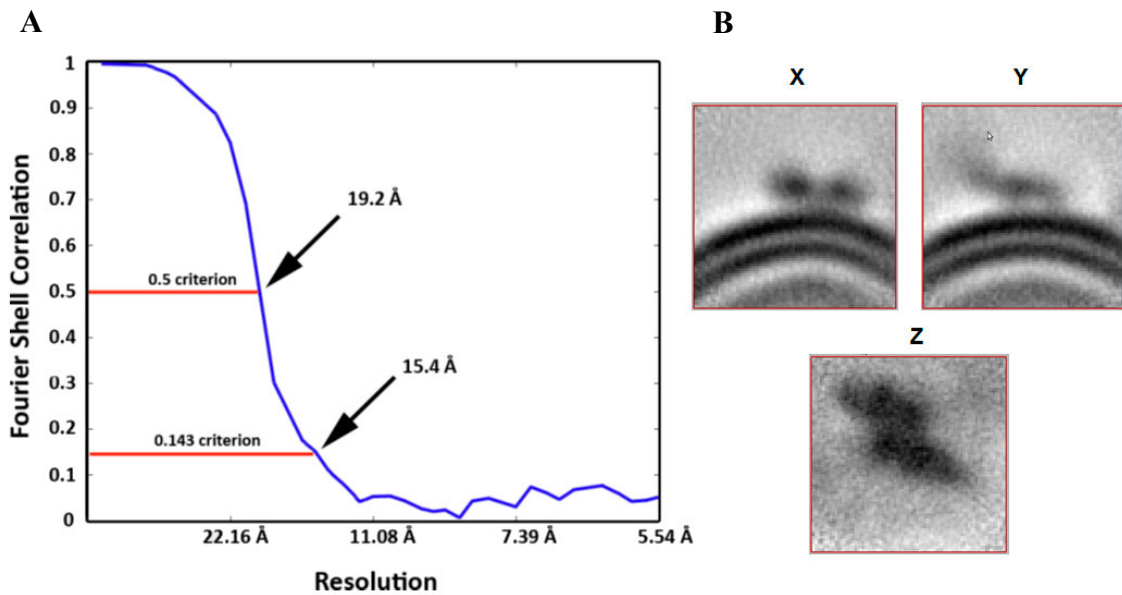 A
B
1
0.9
0.8
0.7
0.6
0.5
0.4
0.3
0.2
0.1
0
Fourier Shell Correlation
19.2 Å
0.5 criterion
15.4 Å
0.143 criterion
22.16 Å
11.08 Å
7.39 Å
5.54 Å
Resolution
X
Y
Z